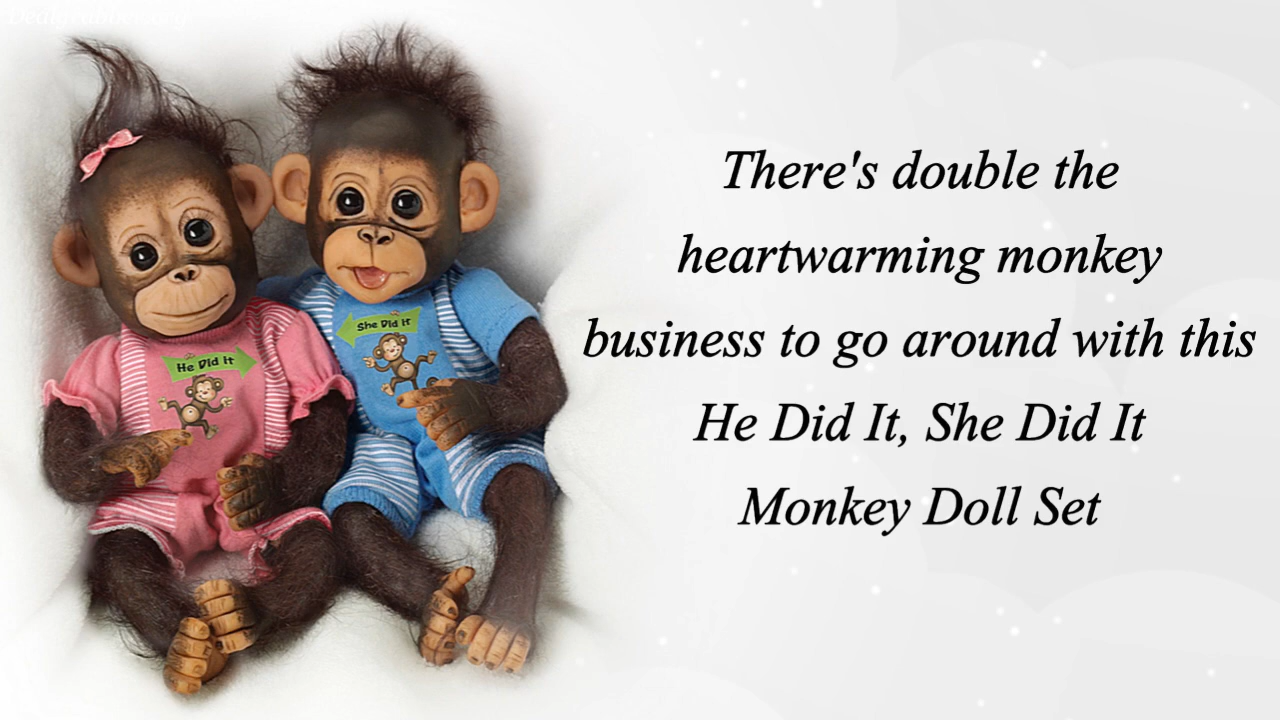 He Did It
She Did It
There's double the
heartwarming monkey
business to go around with this
He Did It, She Did It
Monkey Doll Set